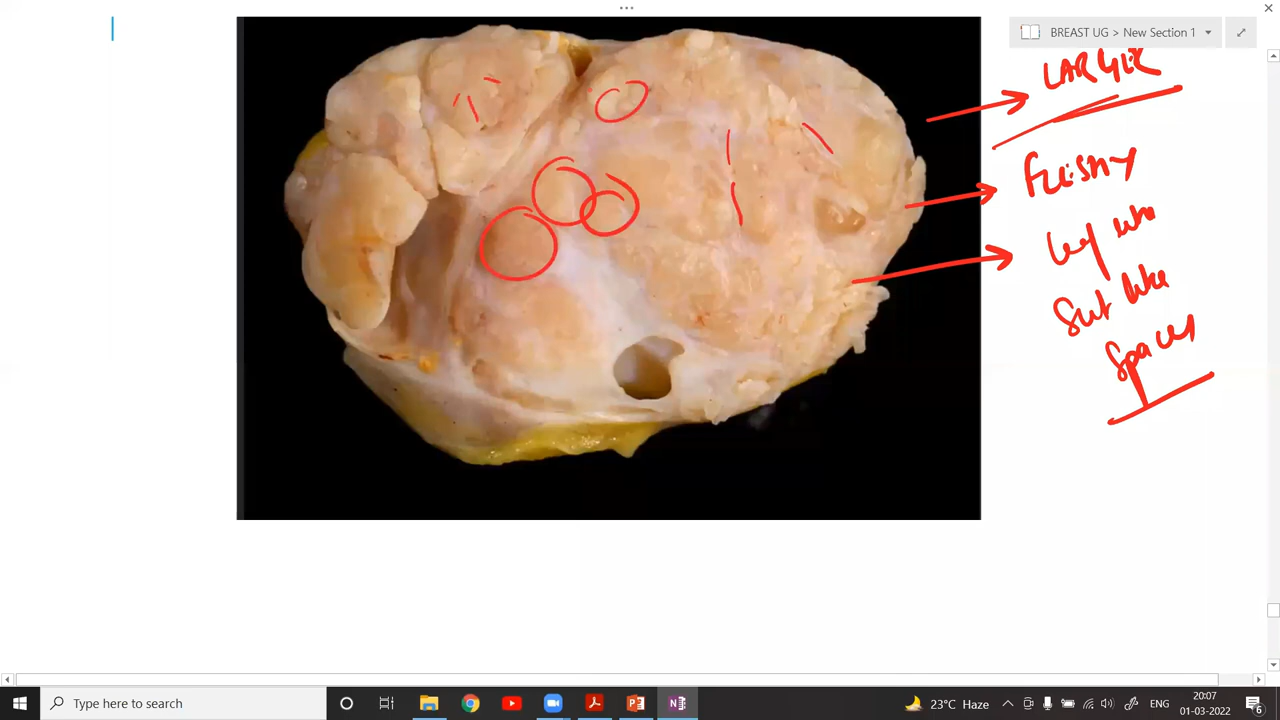 BREAST UG > New Section 1
LARGER
FLESHY
leaf like
Slit like
Spaces
Type here to search
23°C Haze
ENG
20:07
01-03-2022
6